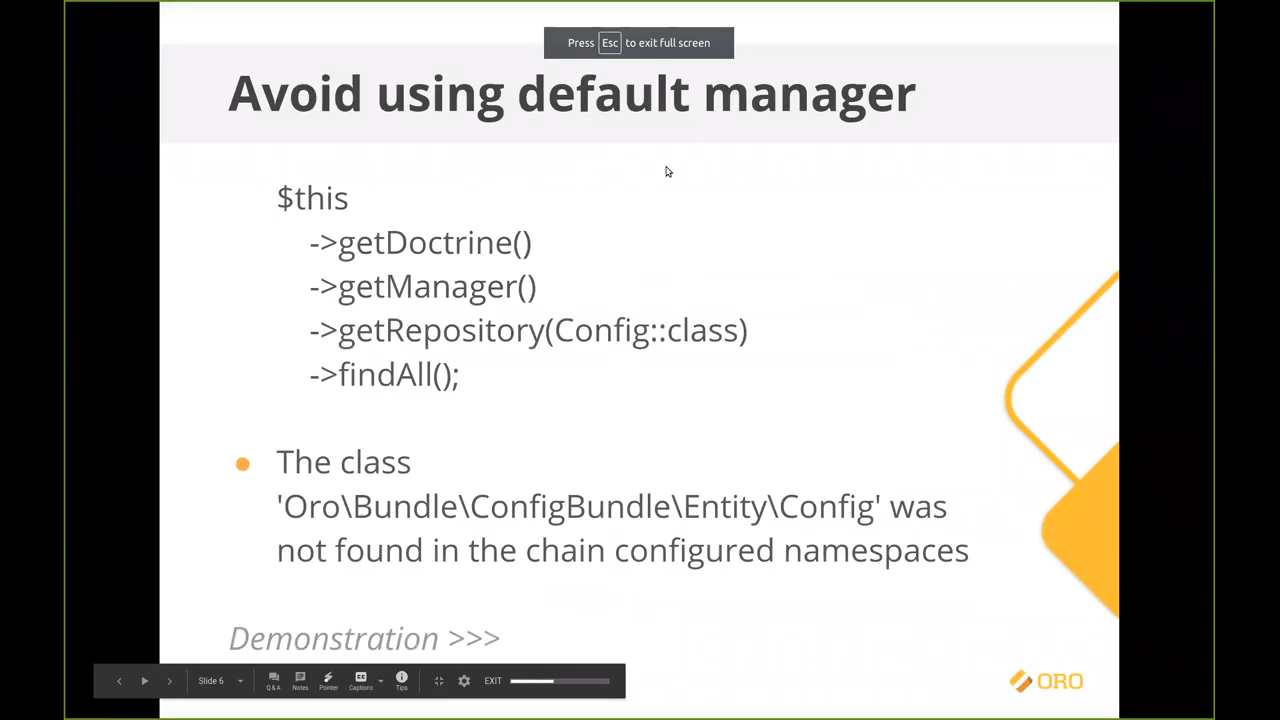 Press Esc to exit full screen
Avoid using default manager
$this
->getDoctrine()
->getManager()
->getRepository(Config::class)
->findAll();
The class
'Oro\Bundle\ConfigBundle\Entity\Config' was
not found in the chain configured namespaces
Demonstration >>>
Slide 6
Q&A
Notes
Pointer
Captions
Tips
EXIT
ORO